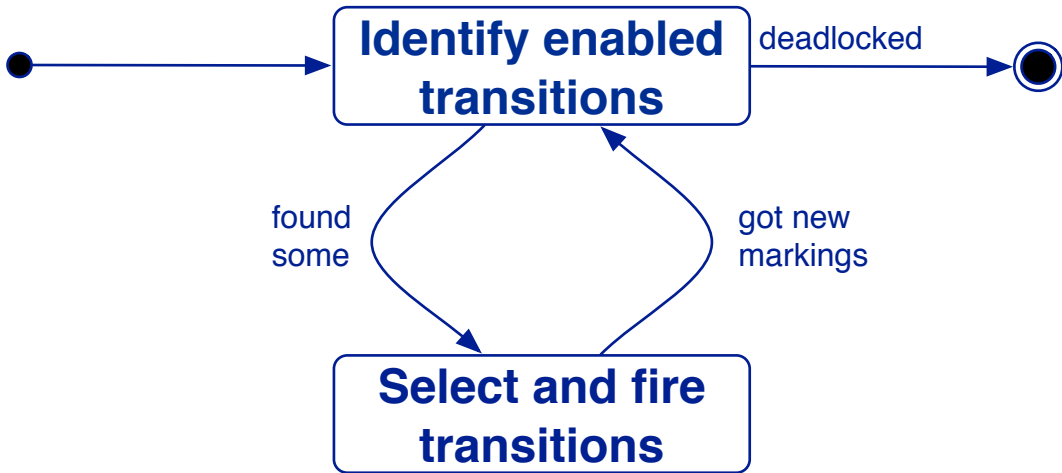 Identify enabled
transitions
deadlocked
found
some
got new
markings
Select and fire
transitions